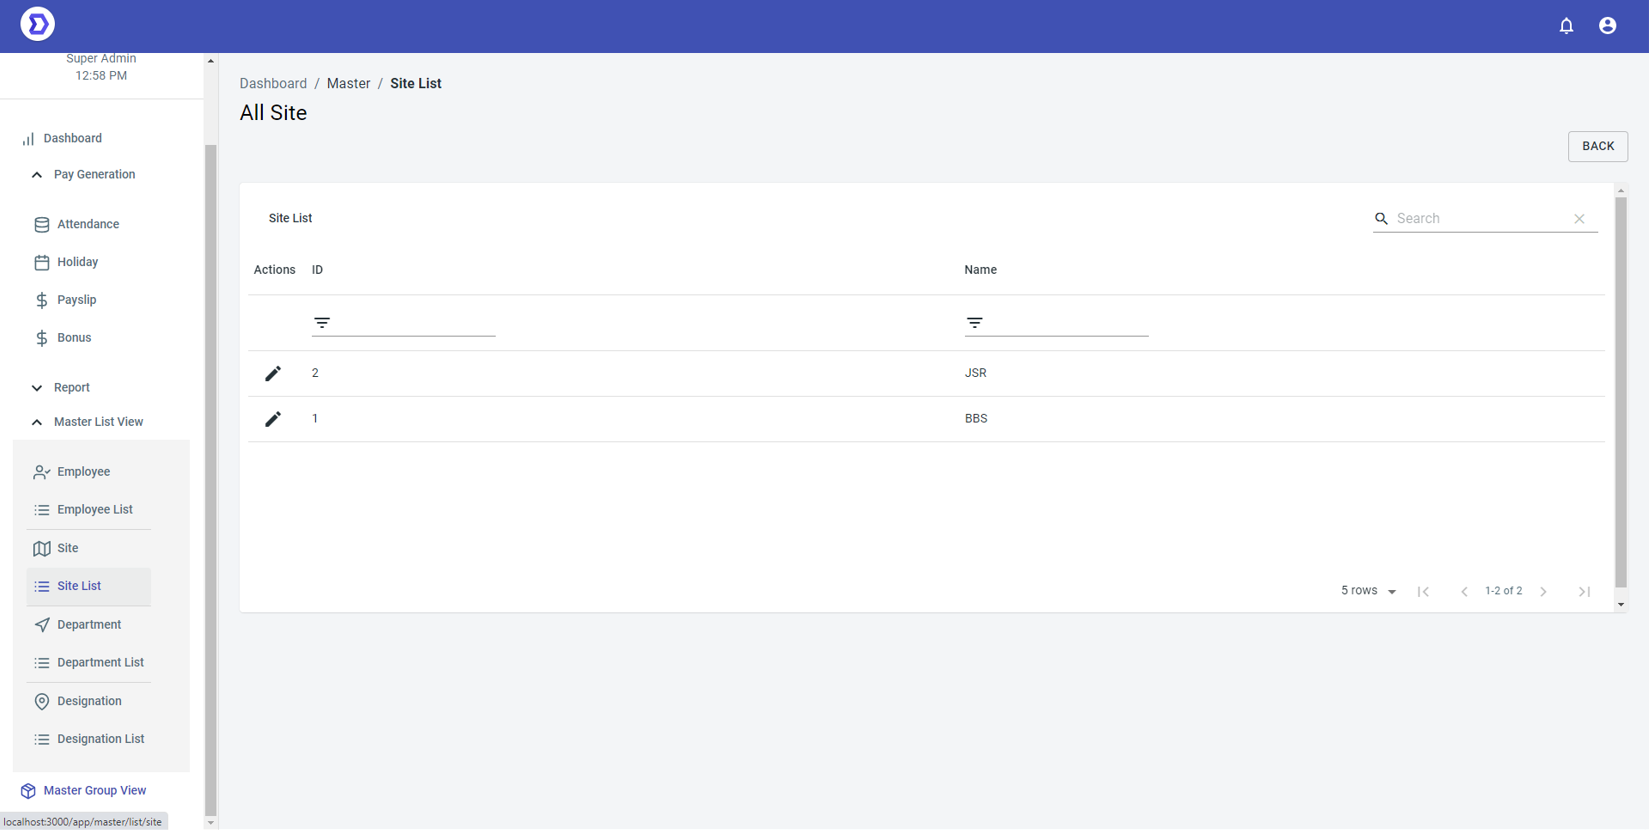 Super Admin
12:58 PM
Dashboard
Pay Generation
Attendance
Holiday
Payslip
Bonus
Report
Master List View
Employee
Employee List
Site
Site List
Department
Department List
Designation
Designation List
Master Group View
localhost:3000/app/master/list/site
Dashboard / Master / Site List
All Site
BACK
Site List
Search
Actions ID Name
2 JSR
1 BBS
5 rows 1-2 of 2